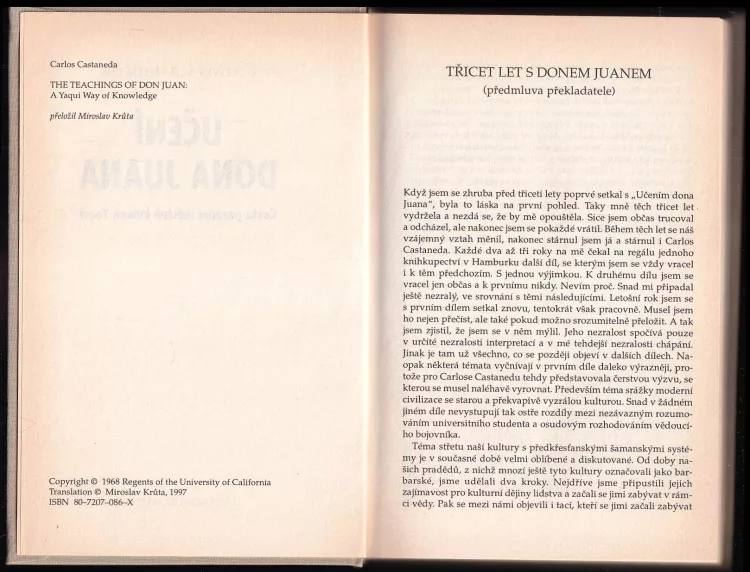 Carlos Castaneda
THE TEACHINGS OF DON JUAN:
A Yaqui Way of Knowledge
přeložil Miroslav Krůta
Copyright © 1968 Regents of the University of California
Translation © Miroslav Krůta, 1997
ISBN 80–7207–086–X
TŘICET LET S DONEM JUANEM
(předmluva překladatele)
Když jsem se zhruba před třiceti lety poprvé setkal s „Učením dona
Juana“, byla to láska na první pohled. Taky mně těch třicet let
vydržela a nezdá se, že by mě opouštěla. Sice jsem občas trucoval
a odcházel, ale nakonec jsem se pokaždé vrátil. Během těch let se náš
vzájemný vztah měnil, nakonec stárnul jsem já a stárnul i Carlos
Castaneda. Každé dva až tři roky na mě čekal na regálu jednoho
knihkupectví v Hamburku další díl, se kterým jsem se vždy vracel
i k těm předchozím. S jednou výjimkou. K druhému dílu jsem se
vracel jen občas a k prvnímu nikdy. Nevím proč. Snad mi připadal
ještě nezralý, ve srovnání s těmi následujícími. Letošní rok jsem se
s prvním dílem setkal znovu, tentokrát však pracovně. Musel jsem
ho nejen přečíst, ale také pokud možno srozumitelně přeložit. A tak
jsem zjistil, že jsem se v něm mýlil. Jeho nezralost spočívá pouze
v určité nezralosti interpretací a v mé tehdejší nezralosti chápání.
Jinak je tam už všechno, co se později objeví v dalších dílech. Na-
opak některá témata vyčnívají v prvním díle daleko výrazněji, pro-
tože pro Carlose Castanedu tehdy představovala čerstvou výzvu, se
kterou se musel naléhavě vyrovnat. Především téma srážky moderní
civilizace se starou a překvapivě vyzrálou kulturou. Snad v žádném
jiném díle nevystupují tak ostře rozdíly mezi nezávazným rozumo-
váním universitního studenta a osudovým rozhodováním vědoucí-
ho bojovníka.
Téma střetu naší kultury s předkřesťanskými šamanskými systé-
my je v současné době velmi oblíbené a diskutované. Od doby na-
šich pradědů, z nichž mnozí ještě tyto kultury označovali jako bar-
barské, jsme udělali dva kroky. Nejdříve jsme připustili jejich
zajímavost pro kulturní dějiny lidstva a začali se jimi zabývat v rám-
ci vědy. Pak se mezi námi objevili i tací, kteří se jimi začali zabývat